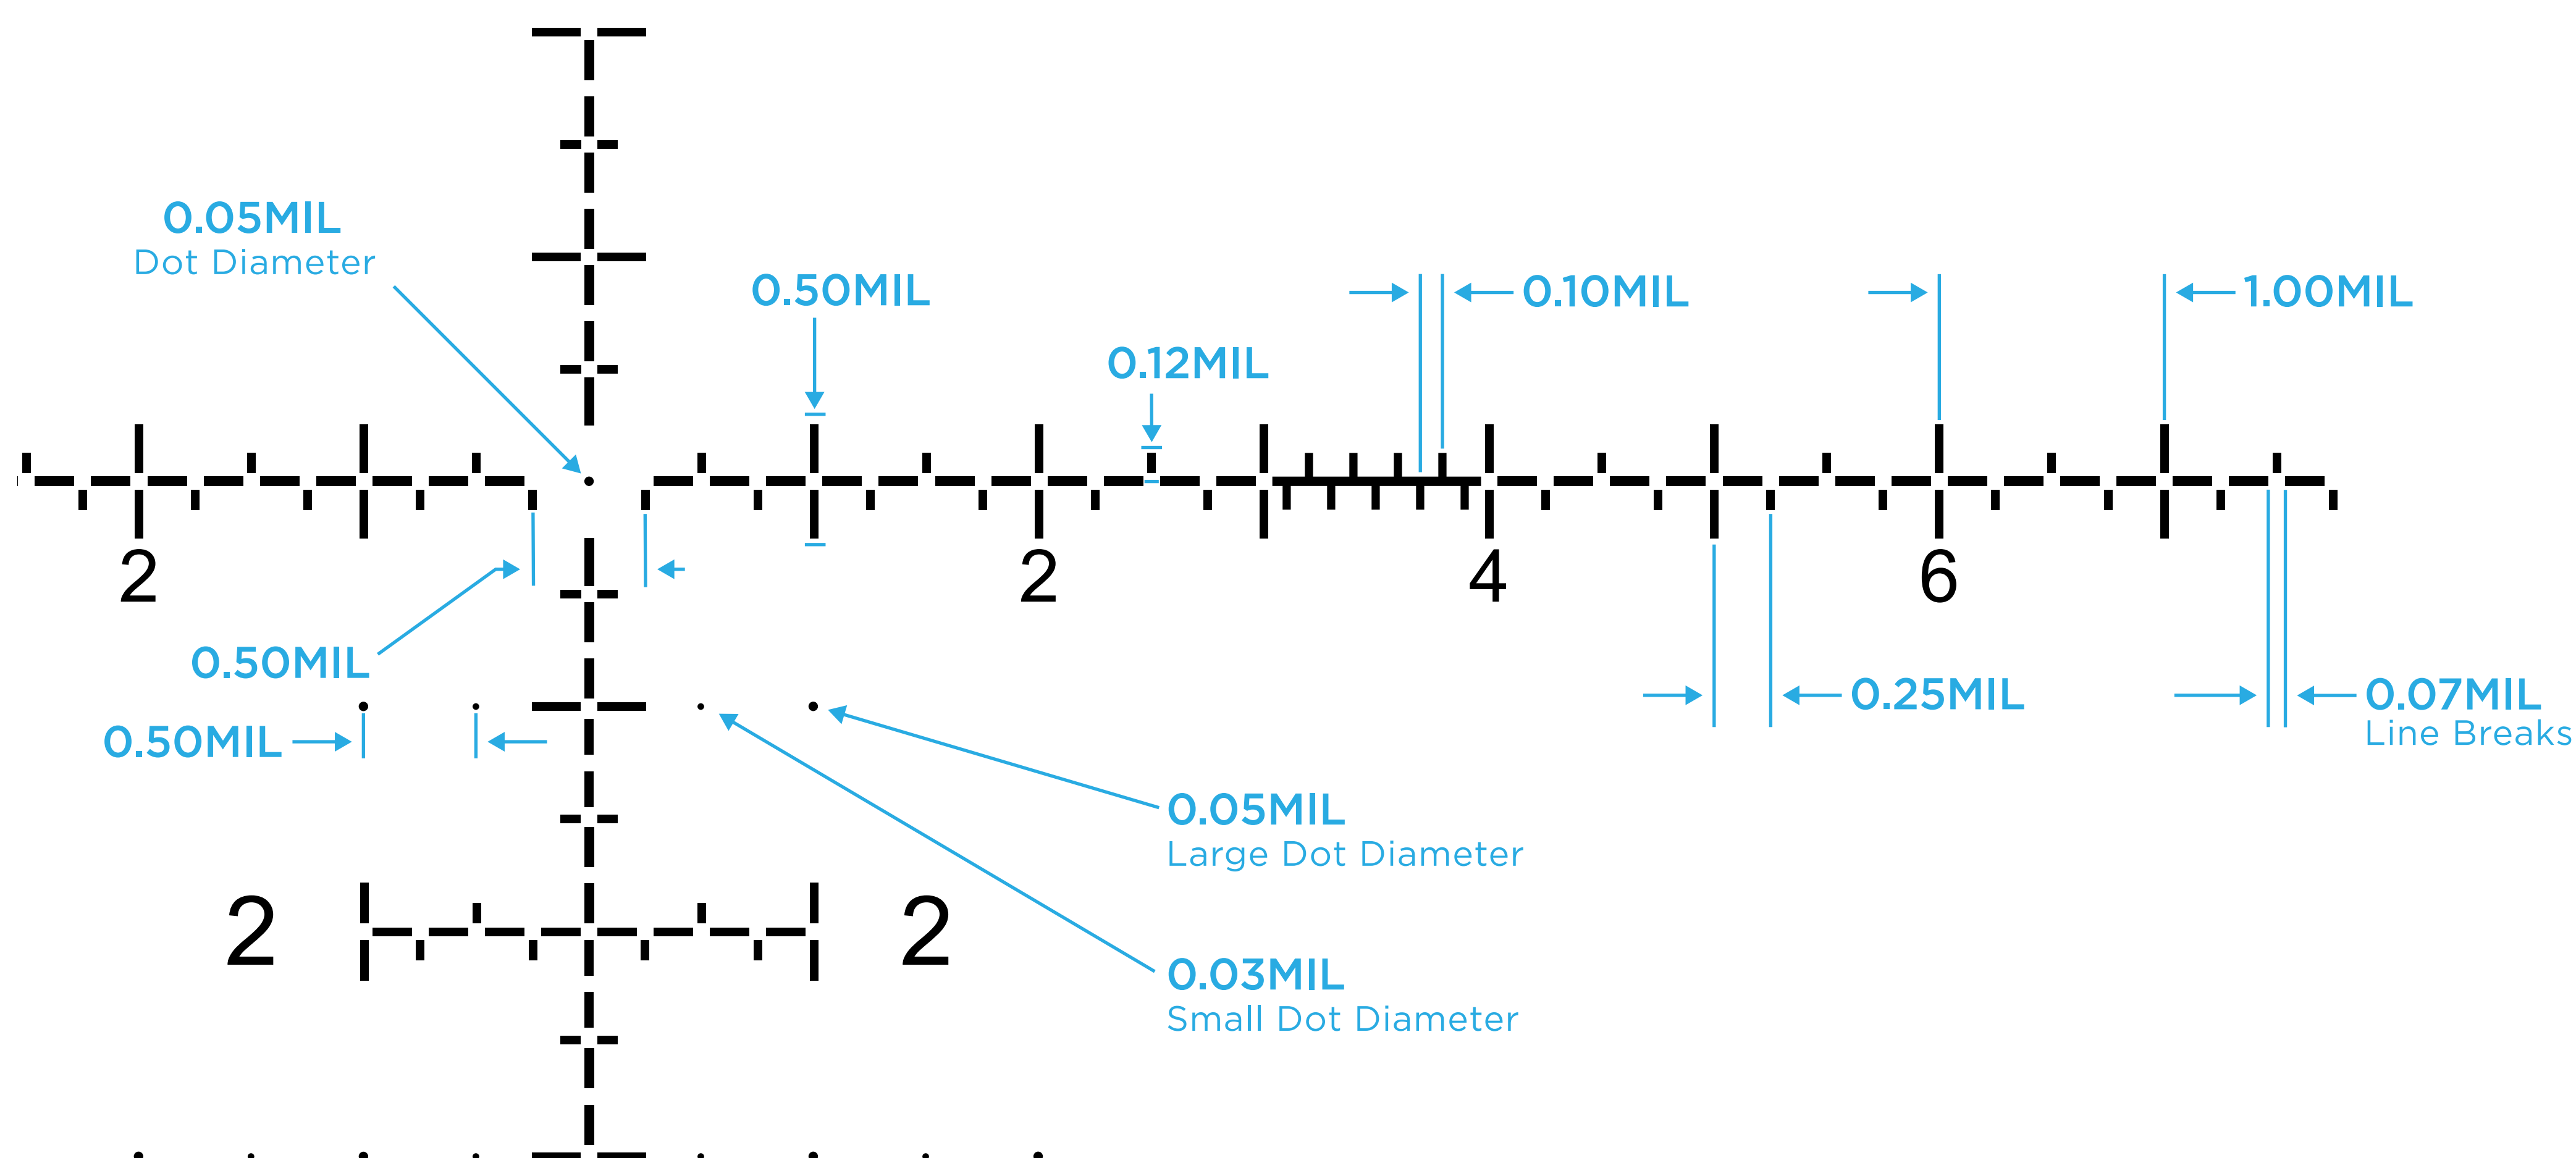 0.05MIL
Dot Diameter
0.50MIL
0.12MIL
0.10MIL
1.00MIL
2
2
4
6
0.50MIL
0.50MIL
0.25MIL
0.07MIL
Line Breaks
0.05MIL
Large Dot Diameter
2
2
0.03MIL
Small Dot Diameter